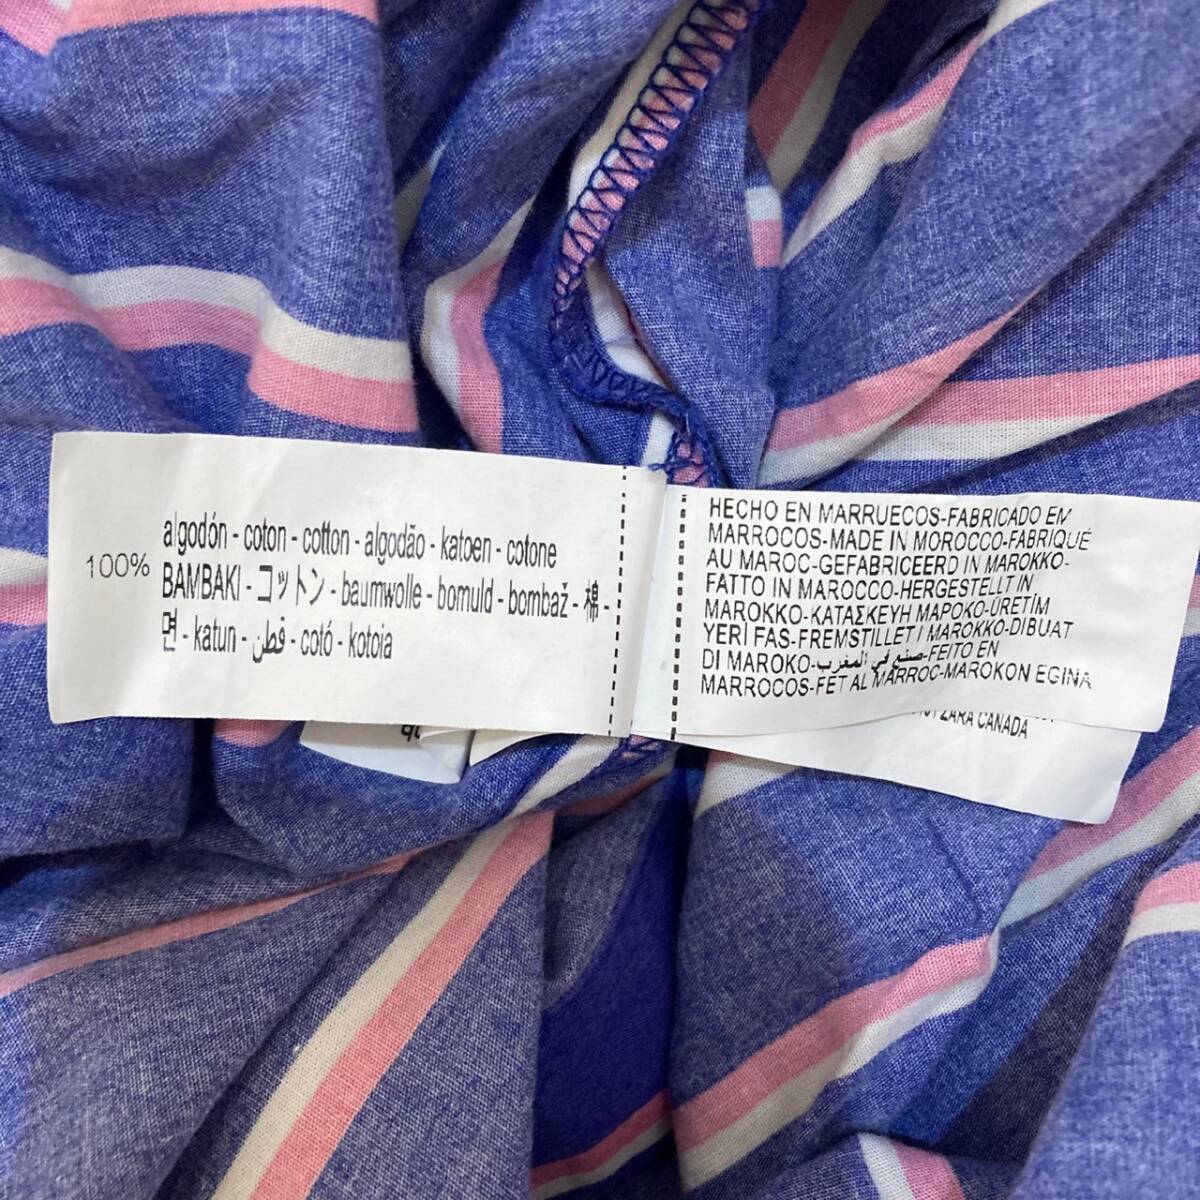 100%
algodón - coton - cotton - algodão - katoen - cotone
BAMBAKI - コットン - baumwolle - bomuld - bombaž - 棉 -
면 - katun - قطن - cotó - kotoia
HECHO EN MARRUECOS-FABRICADO EM
MARROCOS-MADE IN MOROCCO-FABRIQUÉ
AU MAROC-GEFABRICEERD IN MAROKKO-
FATTO IN MAROCCO-HERGESTELLT IN
MAROKKO-ΚΑΤΑΣΚΕΥΗ ΜΑΡΟΚΟ-ÜRETİM
YERİ FAS-FREMSTILLET I MAROKKO-DIBUAT
DI MAROKO-صنع في المغرب-FEITO EN
MARROCOS-FET AL MARROC-MAROKON EGINA
ZARA CANADA